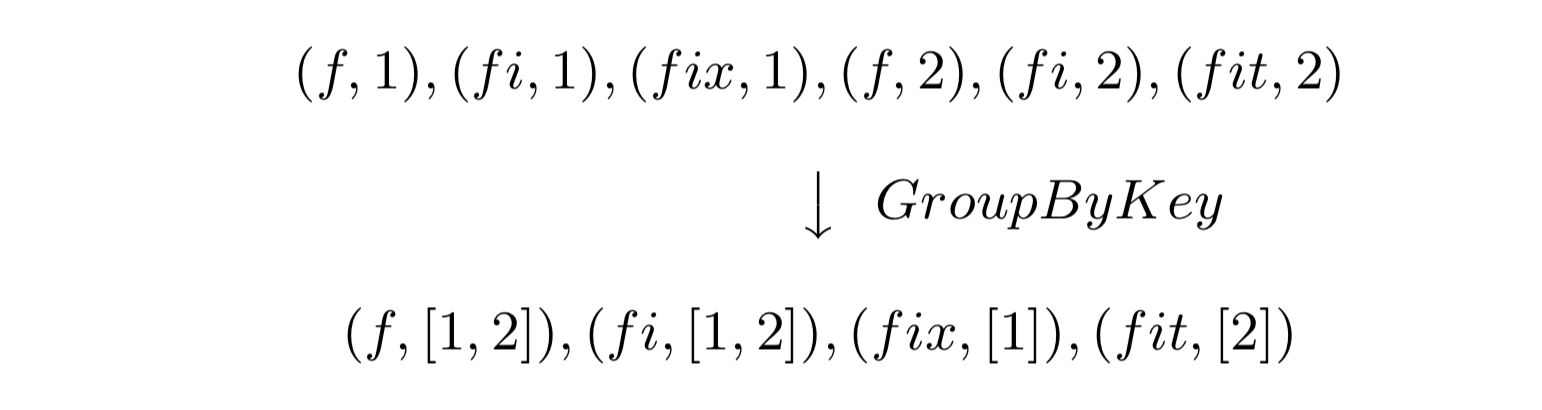 (f, 1), (fi, 1), (fix, 1), (f, 2), (fi, 2), (fit, 2)
↓ GroupByKey
(f, [1, 2]), (fi, [1, 2]), (fix, [1]), (fit, [2])